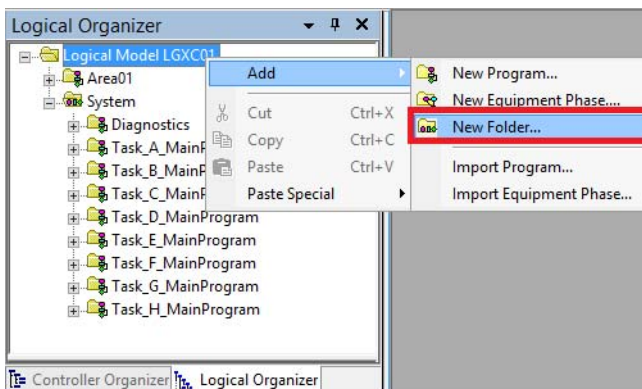 Logical Organizer
Logical Model LGXC01
Area01
System
Diagnostics
Task_A_MainP
Task_B_MainP
Task_C_MainP
Task_D_MainProgram
Task_E_MainProgram
Task_F_MainProgram
Task_G_MainProgram
Task_H_MainProgram
Add
Cut Ctrl+X
Copy Ctrl+C
Paste Ctrl+V
Paste Special
New Program...
New Equipment Phase....
New Folder...
Import Program...
Import Equipment Phase...
Controller Organizer Logical Organizer